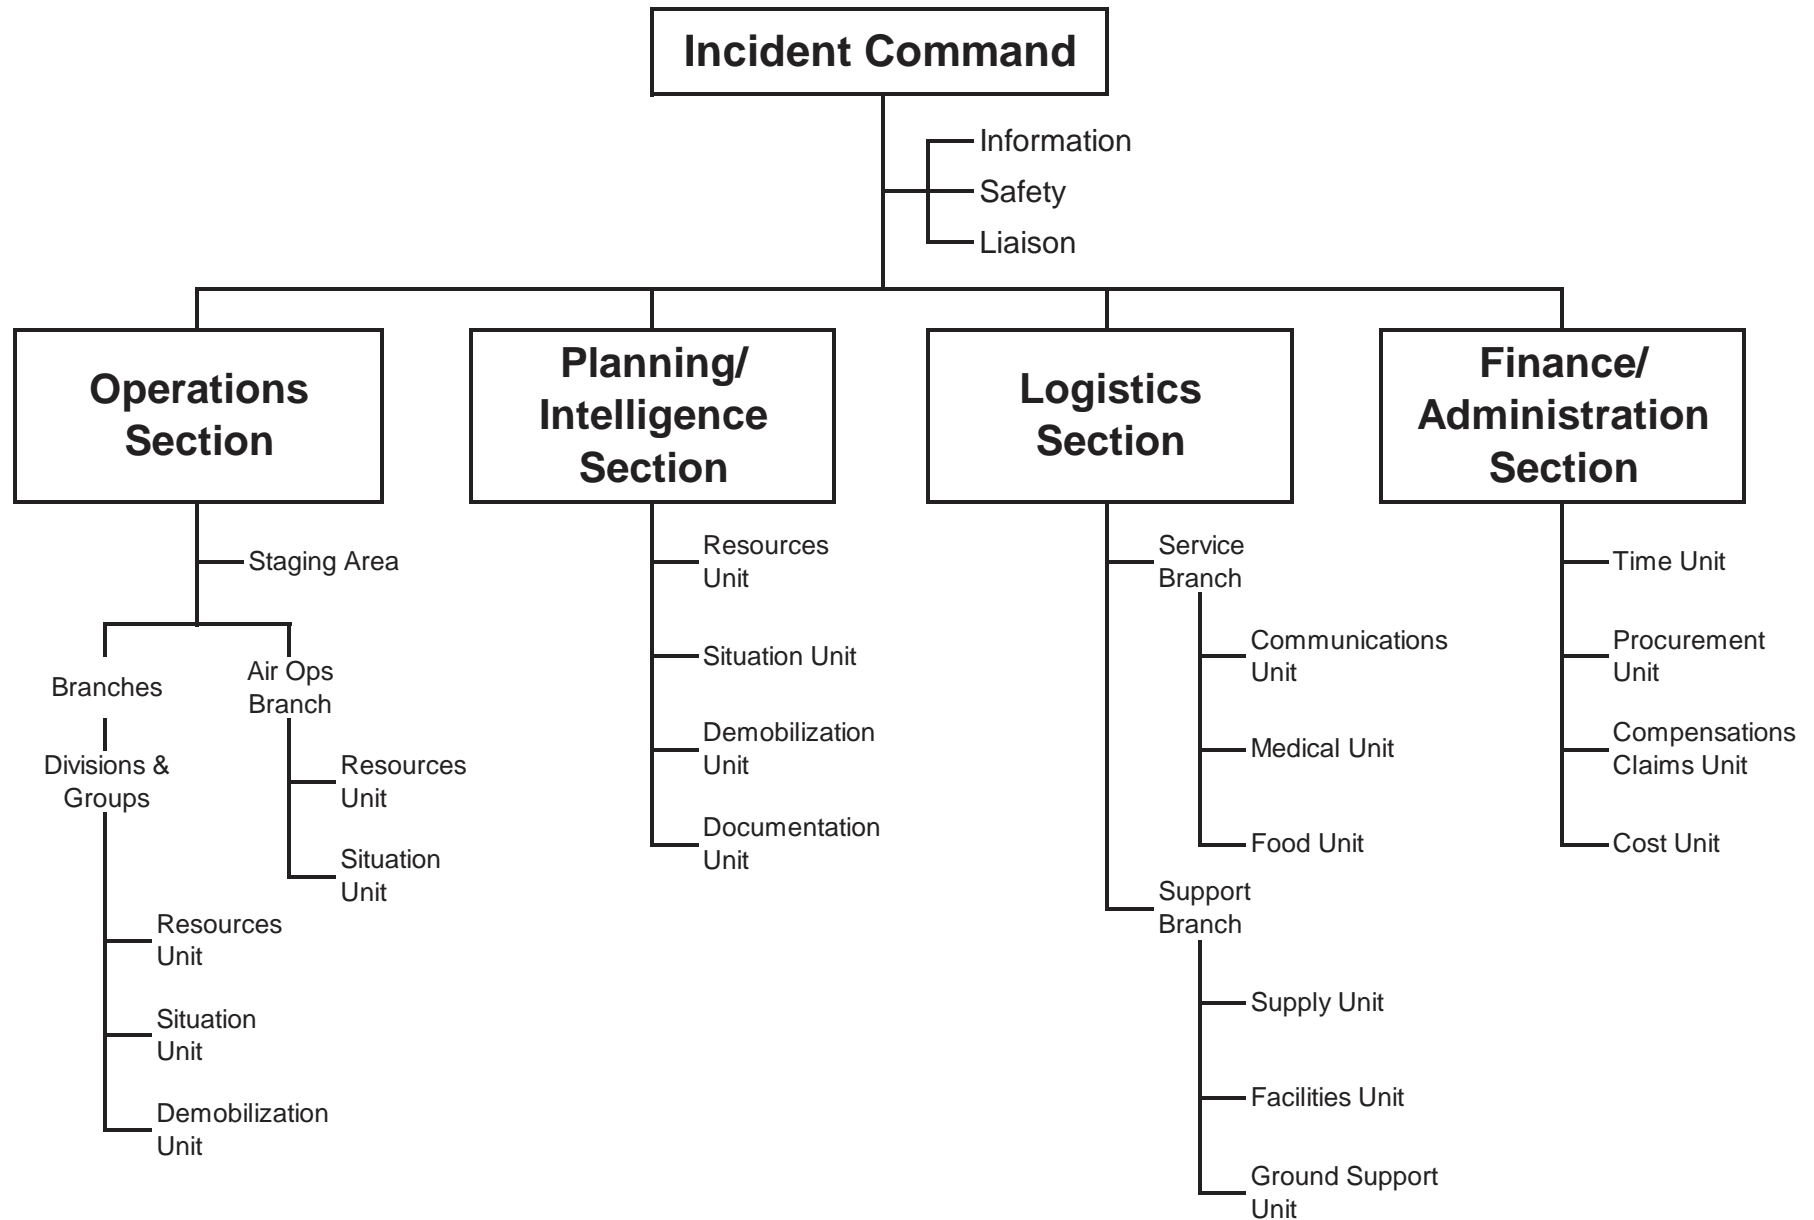 Incident Command
Information
Safety
Liaison
Operations
Section
Planning/
Intelligence
Section
Logistics
Section
Finance/
Administration
Section
Staging Area
Branches
Air Ops
Branch
Divisions &
Groups
Resources
Unit
Situation
Unit
Resources
Unit
Situation
Unit
Demobilization
Unit
Resources
Unit
Situation Unit
Demobilization
Unit
Documentation
Unit
Service
Branch
Communications
Unit
Medical Unit
Food Unit
Support
Branch
Supply Unit
Facilities Unit
Ground Support
Unit
Time Unit
Procurement
Unit
Compensations
Claims Unit
Cost Unit